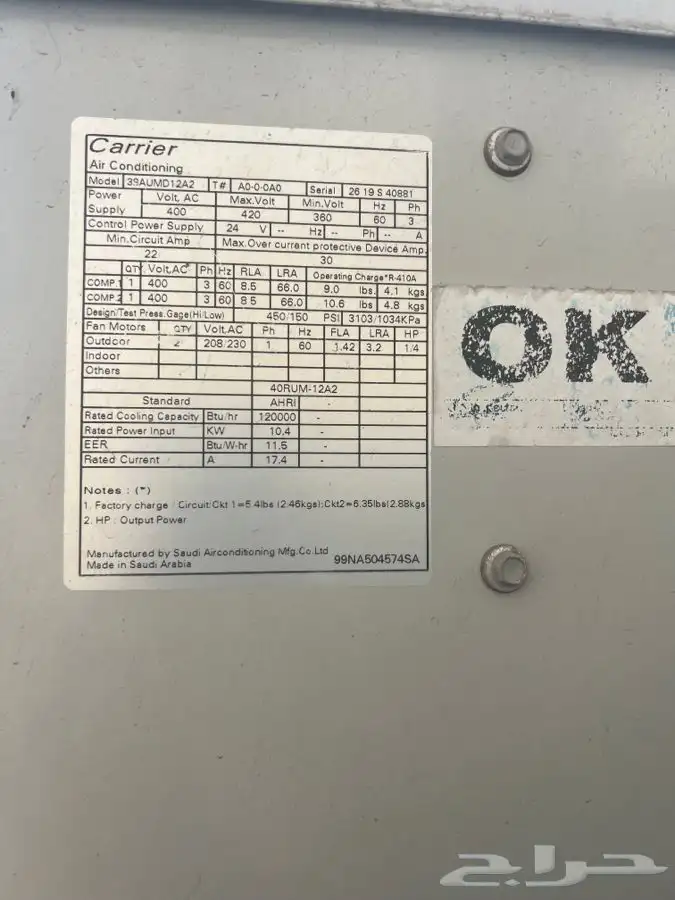 Carrier
Air Conditioning
Model 38AUMD12A2 T# A0-0-0A0 Serial 26 19 S 40881
Power Supply Volt, AC Max.Volt Min.Volt Hz Ph
400 420 360 60 3
Control Power Supply 24 V -- Hz -- Ph -- A
Min.Circuit Amp Max.Over current protective Device Amp.
22 30
QTY. Volt,AC Ph Hz RLA LRA Operating Charge*R-410A
COMP.1 1 400 3 60 8.5 66.0 9.0 lbs. 4.1 kgs
COMP.2 1 400 3 60 8.5 66.0 10.6 lbs. 4.8 kgs
Design/Test Press.Gage(Hi/Low) 450/150 PSI 3103/1034KPa
Fan Motors QTY Volt.AC Ph Hz FLA LRA HP
Outdoor 2 208/230 1 60 1.42 3.2 1/4
Indoor
Others
40RUM-12A2
Standard AHRI -
Rated Cooling Capacity Btu/hr 120000 -
Rated Power Input KW 10.4 -
EER Btu/W-hr 11.5 -
Rated Current A 17.4 -
Notes : (*)
1. Factory charge : Circuit:Ckt 1=5.4lbs (2.46kgs);Ckt2=6.35lbs(2.88kgs
2. HP : Output Power
Manufactured by Saudi Airconditioning Mfg.Co.Ltd
Made in Saudi Arabia 99NA504574SA
OK
حراج